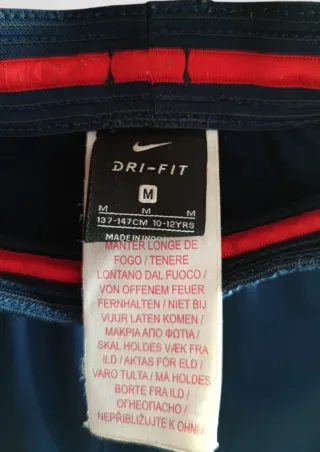 DRI-FIT
M
M M M
137-147CM 10-12YRS
MADE IN
MANTER LONGE DE
FOGO / TENERE
LONTANO DAL FUOCO /
VON OFFENEM FEUER
FERNHALTEN / NIET BIJ
VUUR LATEN KOMEN /
ΜΑΚΡΙΑ ΑΠΟ ΦΩΤΙΑ /
SKAL HOLDES VÆK FRA
ILD / AKTAS FÖR ELD /
VARO TULTA / MÅ HOLDES
BORTE FRA ILD /
ОГНЕОПАСНО /
NEPŘIBLIŽUJTE K OHNI /